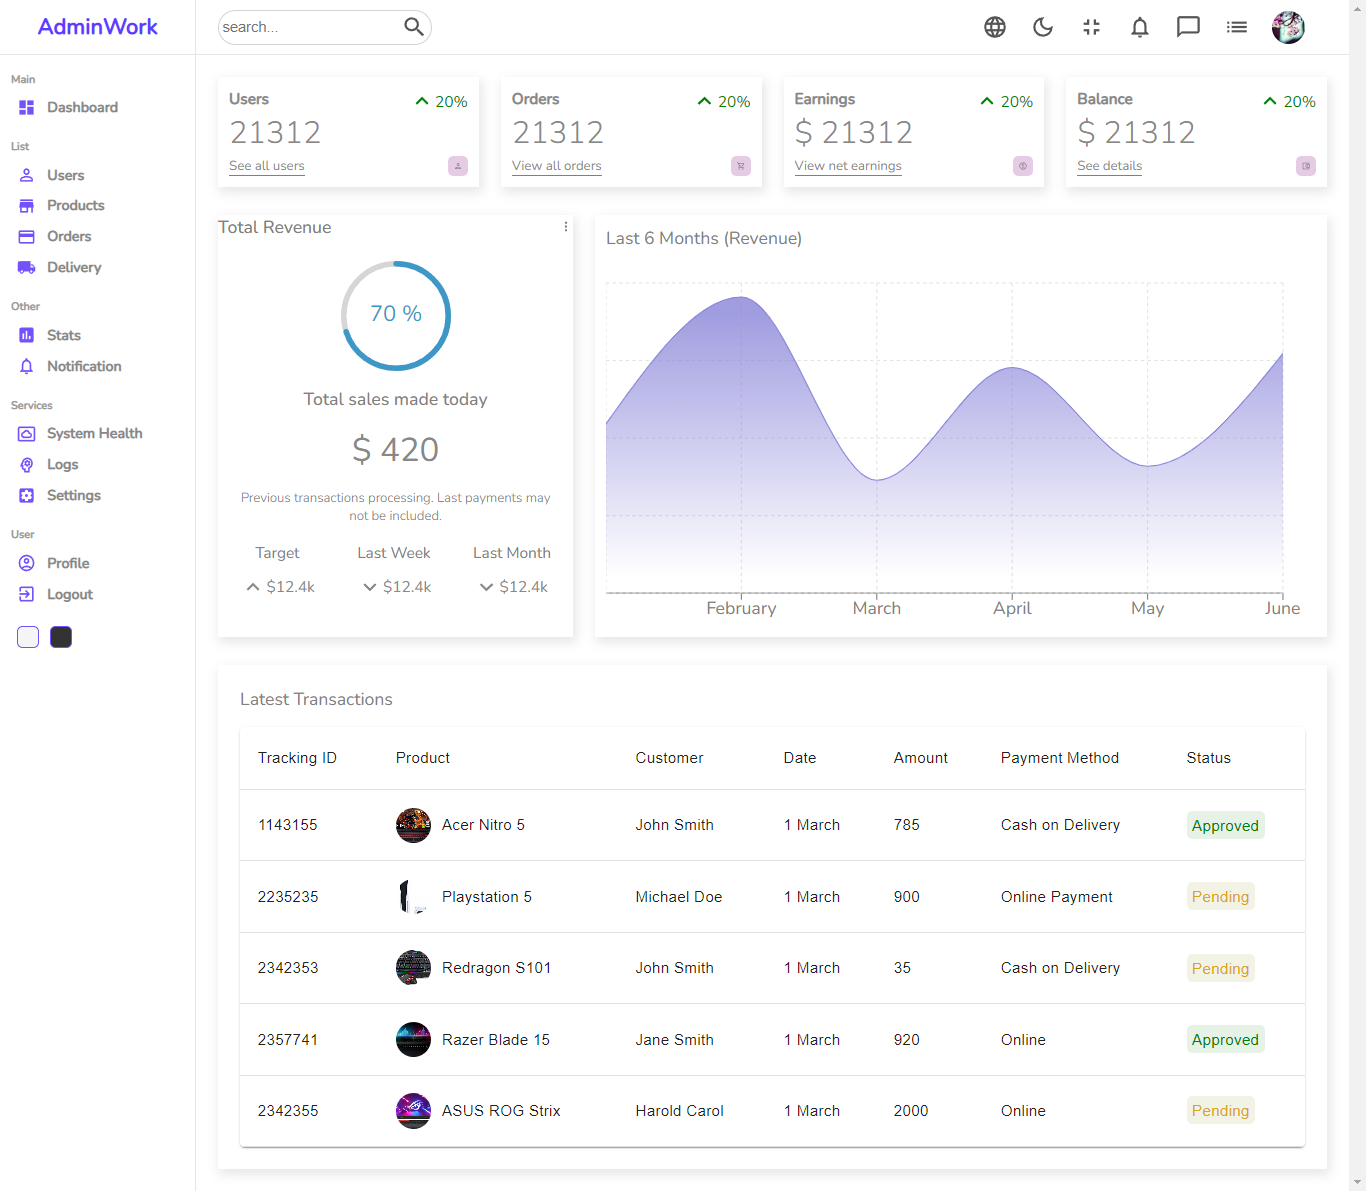 AdminWork
search...
Main
Dashboard
List
Users
Products
Orders
Delivery
Other
Stats
Notification
Services
System Health
Logs
Settings
User
Profile
Logout
Users
20%
21312
See all users
Orders
20%
21312
View all orders
Earnings
20%
$ 21312
View net earnings
Balance
20%
$ 21312
See details
Total Revenue
70 %
Total sales made today
$ 420
Previous transactions processing. Last payments may
not be included.
Target Last Week Last Month
$12.4k $12.4k $12.4k
Last 6 Months (Revenue)
February March April May June
Latest Transactions
Tracking ID Product Customer Date Amount Payment Method Status
1143155 Acer Nitro 5 John Smith 1 March 785 Cash on Delivery Approved
2235235 Playstation 5 Michael Doe 1 March 900 Online Payment Pending
2342353 Redragon S101 John Smith 1 March 35 Cash on Delivery Pending
2357741 Razer Blade 15 Jane Smith 1 March 920 Online Approved
2342355 ASUS ROG Strix Harold Carol 1 March 2000 Online Pending